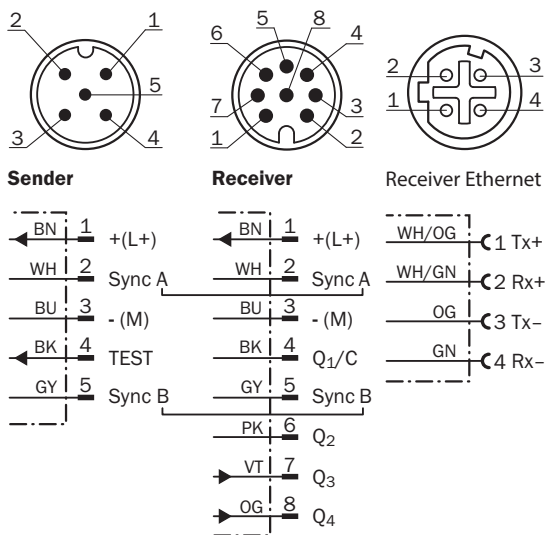 2 1
5
3 4
5 8
6 4
7 3
1 2
2 3
1 4
Sender
Receiver
Receiver Ethernet
BN 1 +(L+)
WH 2 Sync A
BU 3 - (M)
BK 4 TEST
GY 5 Sync B
BN 1 +(L+)
WH 2 Sync A
BU 3 - (M)
BK 4 Q1/C
GY 5 Sync B
PK 6 Q2
VT 7 Q3
OG 8 Q4
WH/OG 1 Tx+
WH/GN 2 Rx+
OG 3 Tx–
GN 4 Rx–